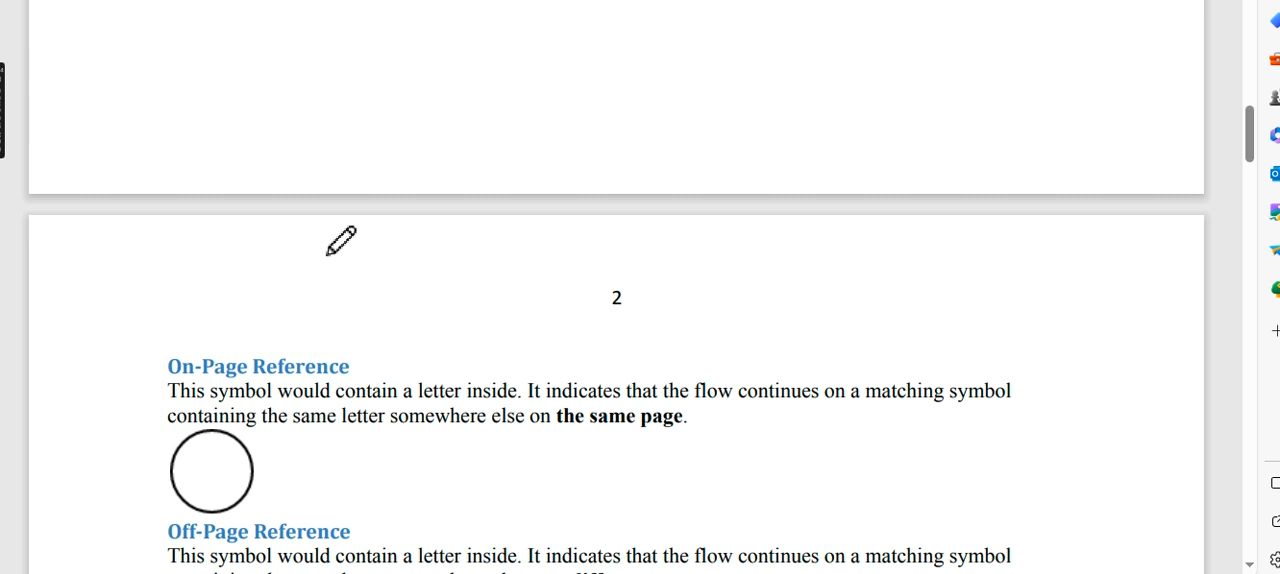 2
On-Page Reference
This symbol would contain a letter inside. It indicates that the flow continues on a matching symbol
containing the same letter somewhere else on the same page.
Off-Page Reference
This symbol would contain a letter inside. It indicates that the flow continues on a matching symbol